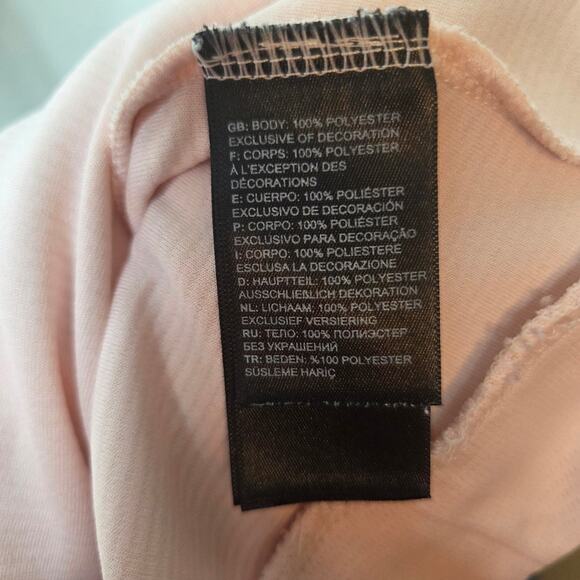 GB: BODY: 100% POLYESTER
EXCLUSIVE OF DECORATION
F: CORPS: 100% POLYESTER
À L'EXCEPTION DES
DÉCORATIONS
E: CUERPO: 100% POLIÉSTER
EXCLUSIVO DE DECORACIÓN
P: CORPO: 100% POLIÉSTER
EXCLUSIVO PARA DECORAÇÃO
I: CORPO: 100% POLIESTERE
ESCLUSA LA DECORAZIONE
D: HAUPTTEIL: 100% POLYESTER
AUSSCHLIEßLICH DEKORATION
NL: LICHAAM: 100% POLYESTER
EXCLUSIEF VERSIERING
RU: ТЕЛО: 100% ПОЛИЭСТЕР
БЕЗ УКРАШЕНИЙ
TR: BEDEN: %100 POLYESTER
SÜSLEME HARİÇ